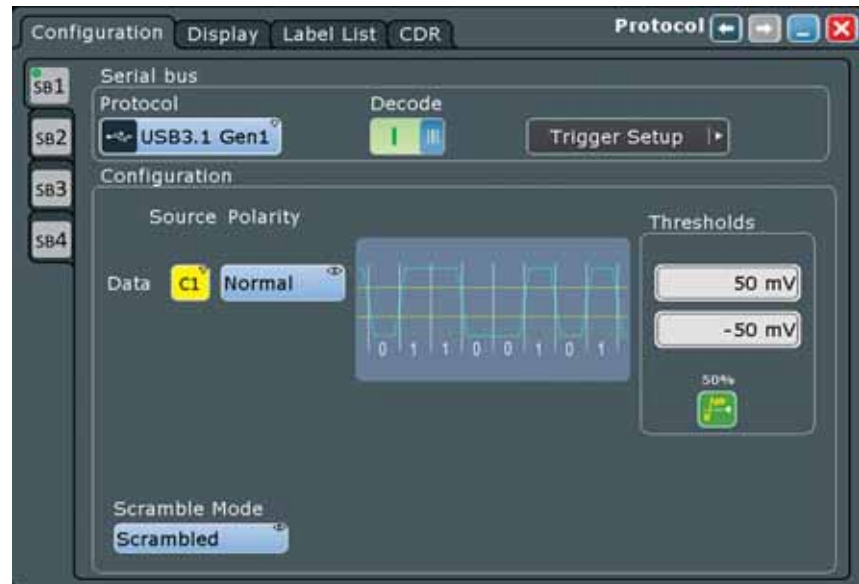 Configuration Display Label List CDR Protocol
SB1 Serial bus
Protocol Decode
SB2 USB3.1 Gen1 Trigger Setup
SB3 Configuration
SB4 Source Polarity Thresholds
Data C1 Normal 50 mV
-50 mV
0 1 1 0 0 1 0 1
50%
Scramble Mode
Scrambled